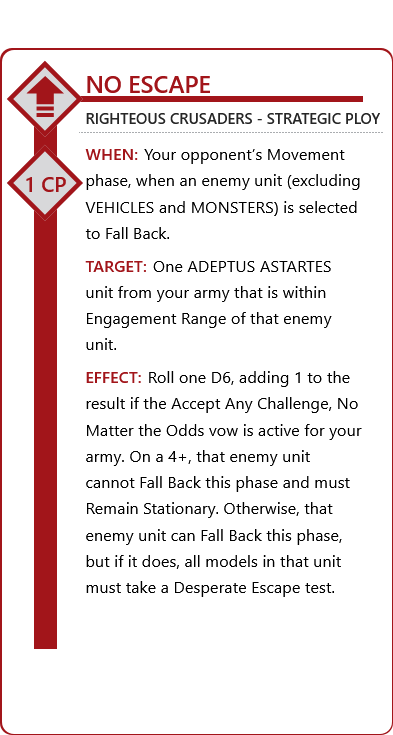 NO ESCAPE
RIGHTEOUS CRUSADERS - STRATEGIC PLOY
1 CP
WHEN: Your opponent’s Movement
phase, when an enemy unit (excluding
VEHICLES and MONSTERS) is selected
to Fall Back.
TARGET: One ADEPTUS ASTARTES
unit from your army that is within
Engagement Range of that enemy
unit.
EFFECT: Roll one D6, adding 1 to the
result if the Accept Any Challenge, No
Matter the Odds vow is active for your
army. On a 4+, that enemy unit
cannot Fall Back this phase and must
Remain Stationary. Otherwise, that
enemy unit can Fall Back this phase,
but if it does, all models in that unit
must take a Desperate Escape test.